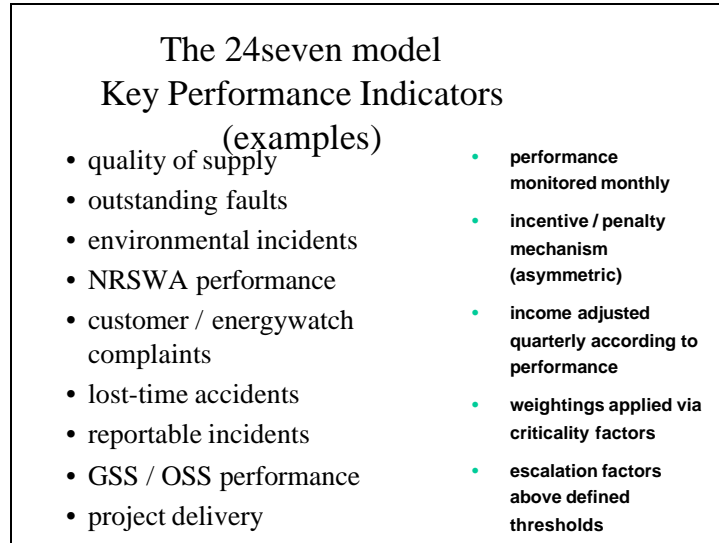 The 24seven model
Key Performance Indicators
(examples)
• quality of supply
• outstanding faults
• environmental incidents
• NRSWA performance
• customer / energywatch
complaints
• lost-time accidents
• reportable incidents
• GSS / OSS performance
• project delivery
• performance
monitored monthly
• incentive / penalty
mechanism
(asymmetric)
• income adjusted
quarterly according to
performance
• weightings applied via
criticality factors
• escalation factors
above defined
thresholds